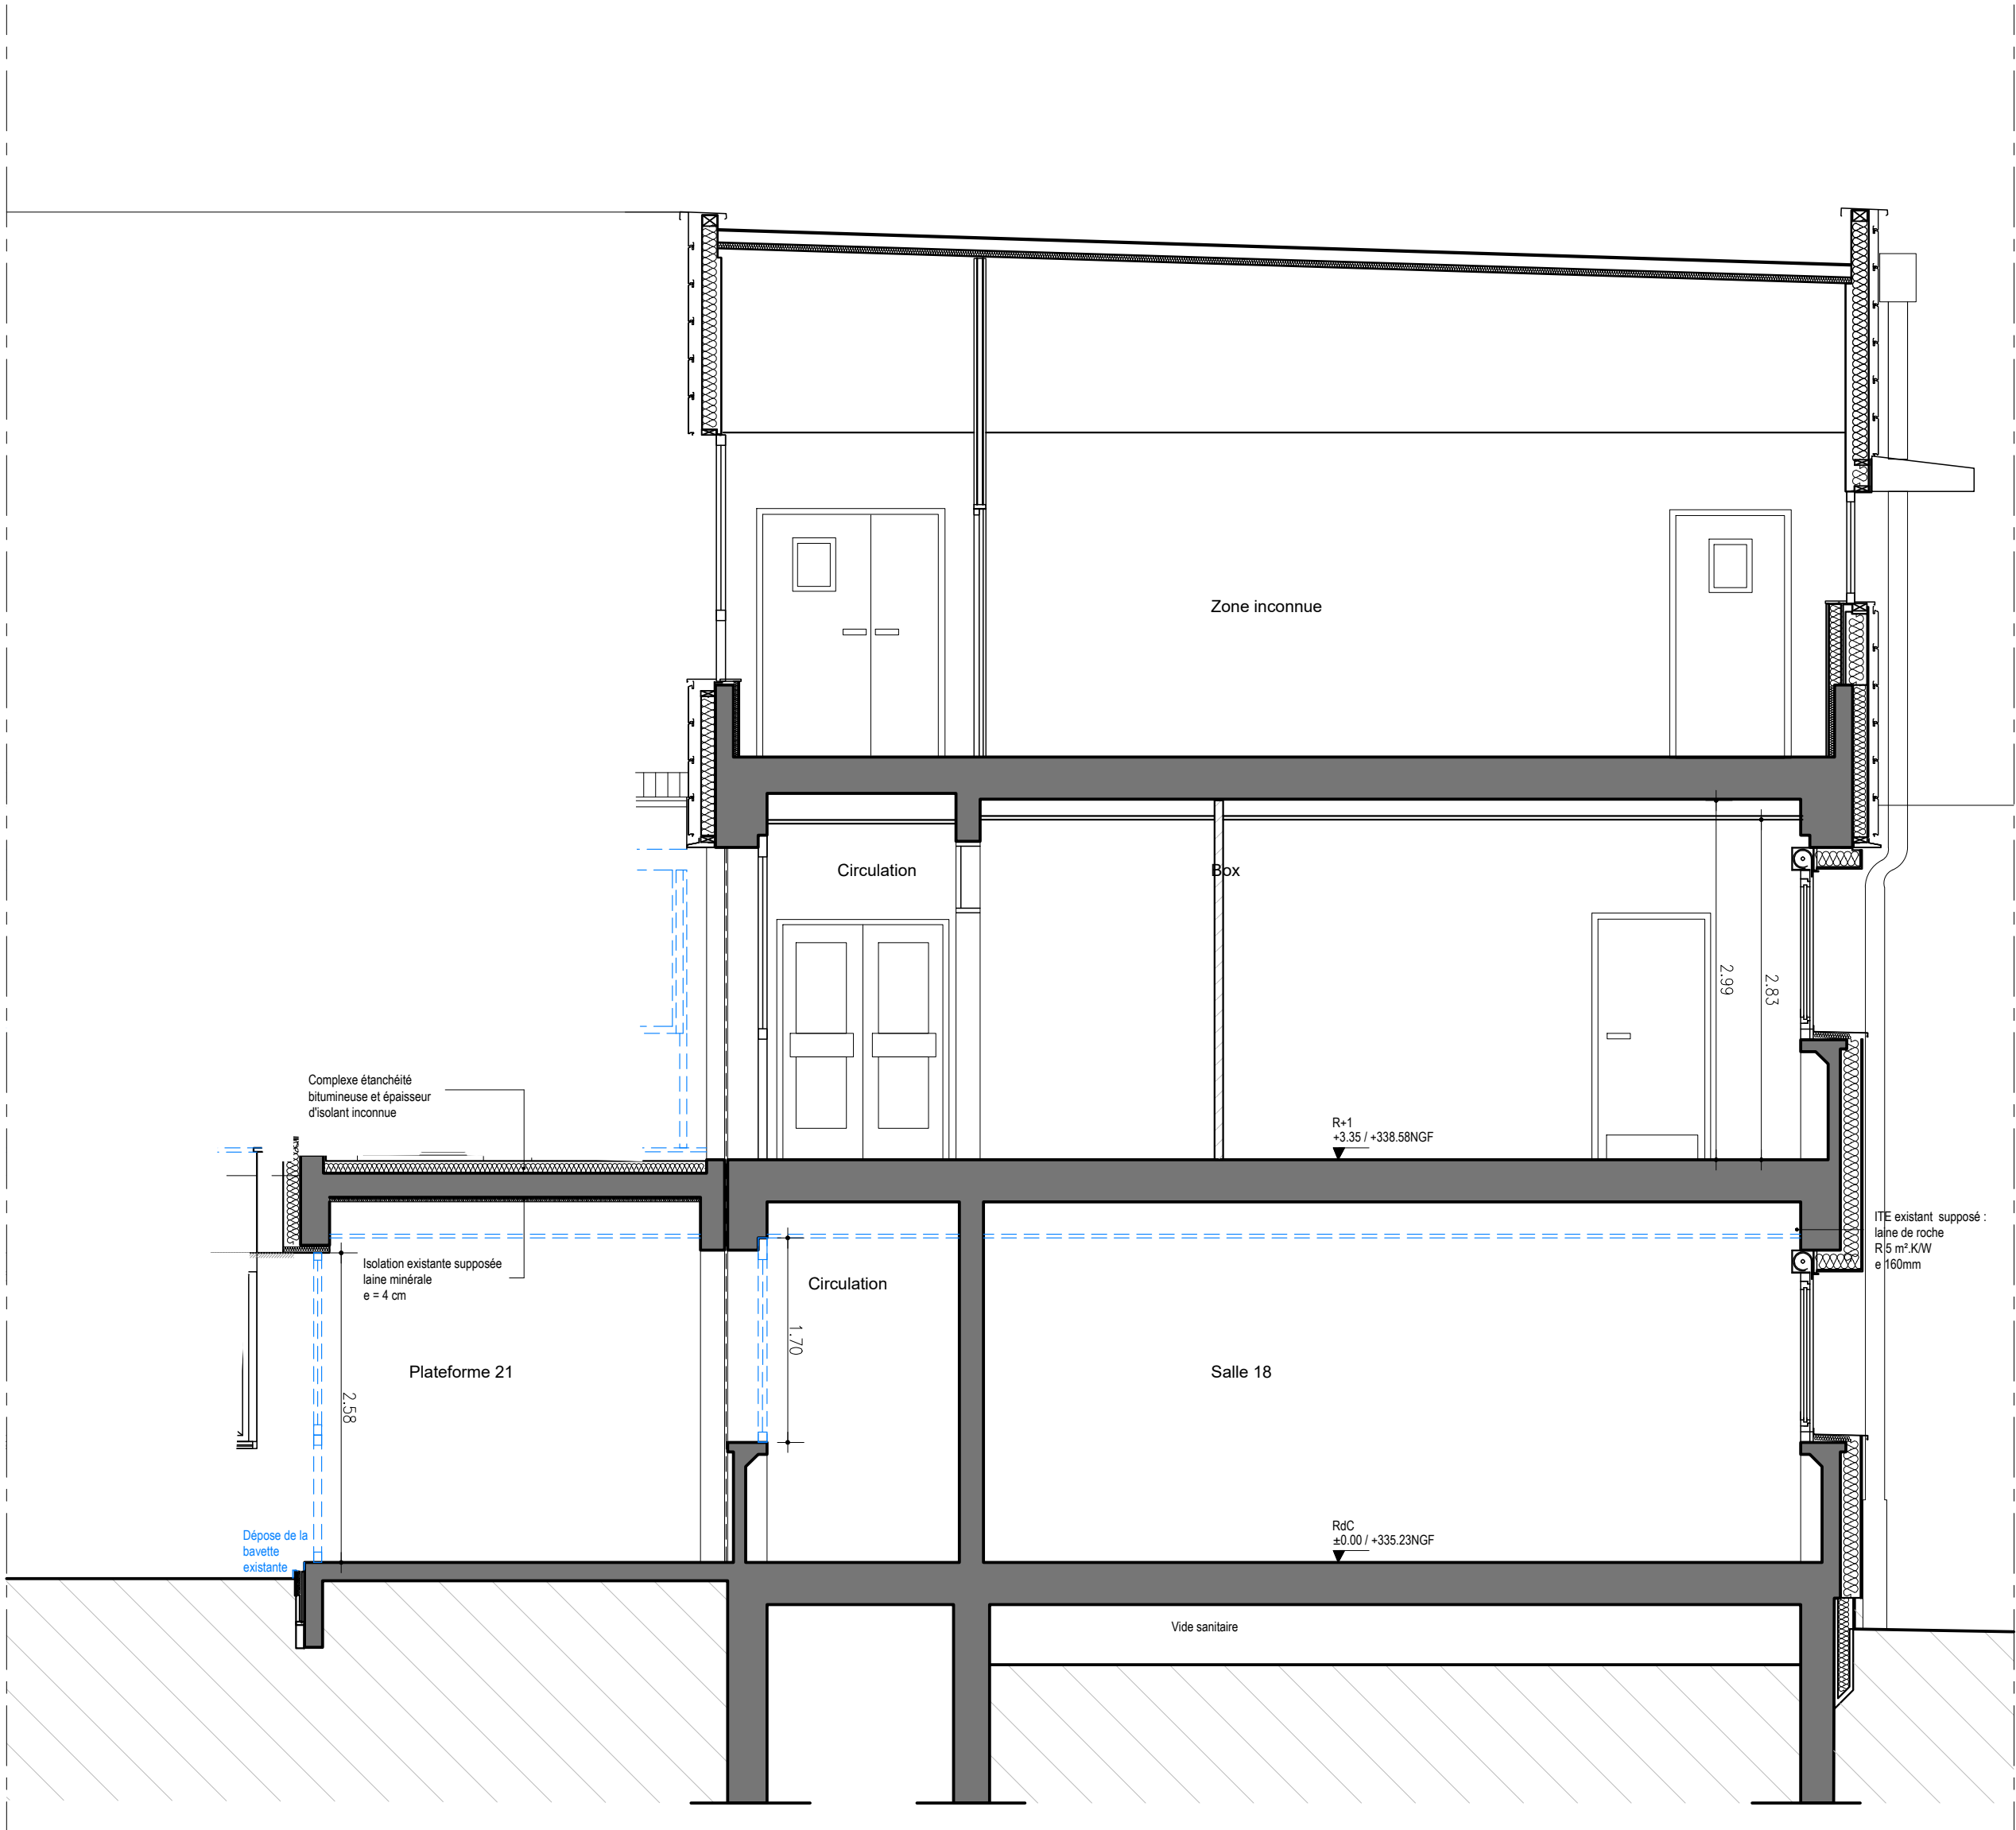 Zone inconnue
Circulation
Box
2.99
2.83
Complexe étanchéité
bitumineuse et épaisseur
d'isolant inconnue
R+1
+3.35 / +338.58NGF
ITE existant supposé :
laine de roche
R 5 m².K/W
e 160mm
Isolation existante supposée
laine minérale
e = 4 cm
Circulation
1.70
Plateforme 21
Salle 18
2.58
Dépose de la
bavette
existante
RdC
±0.00 / +335.23NGF
Vide sanitaire